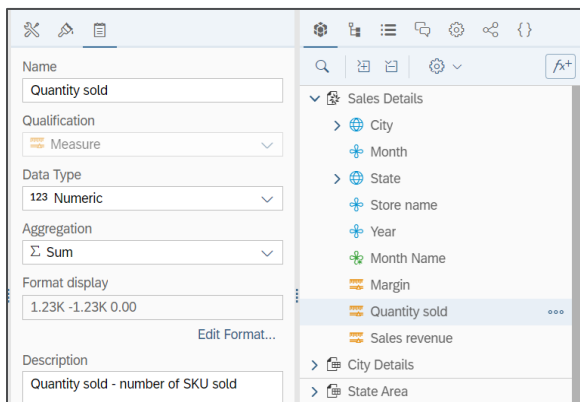 Name
Quantity sold
Qualification
Measure
Data Type
123 Numeric
Aggregation
Σ Sum
Format display
1.23K -1.23K 0.00
Edit Format...
Description
Quantity sold - number of SKU sold
{}
fx+
Sales Details
City
Month
State
Store name
Year
Month Name
Margin
Quantity sold
Sales revenue
City Details
State Area